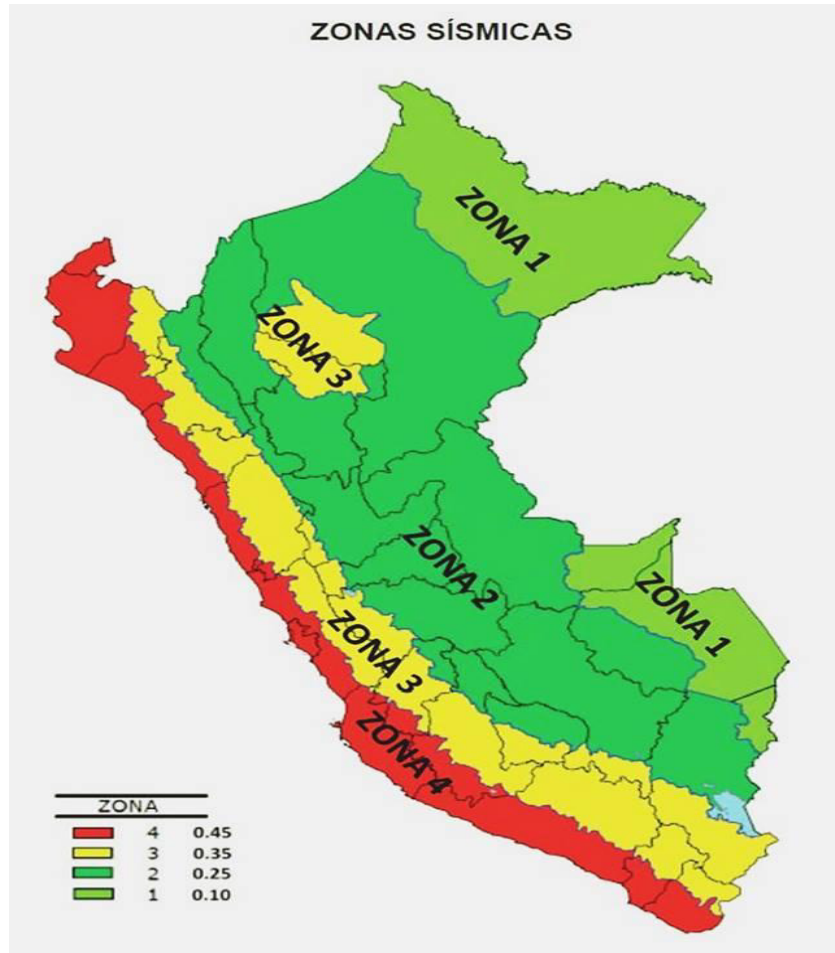 ZONAS SÍSMICAS
ZONA 1
ZONA 3
ZONA 2
ZONA 1
ZONA 3
ZONA 4
ZONA
4 0.45
3 0.35
2 0.25
1 0.10